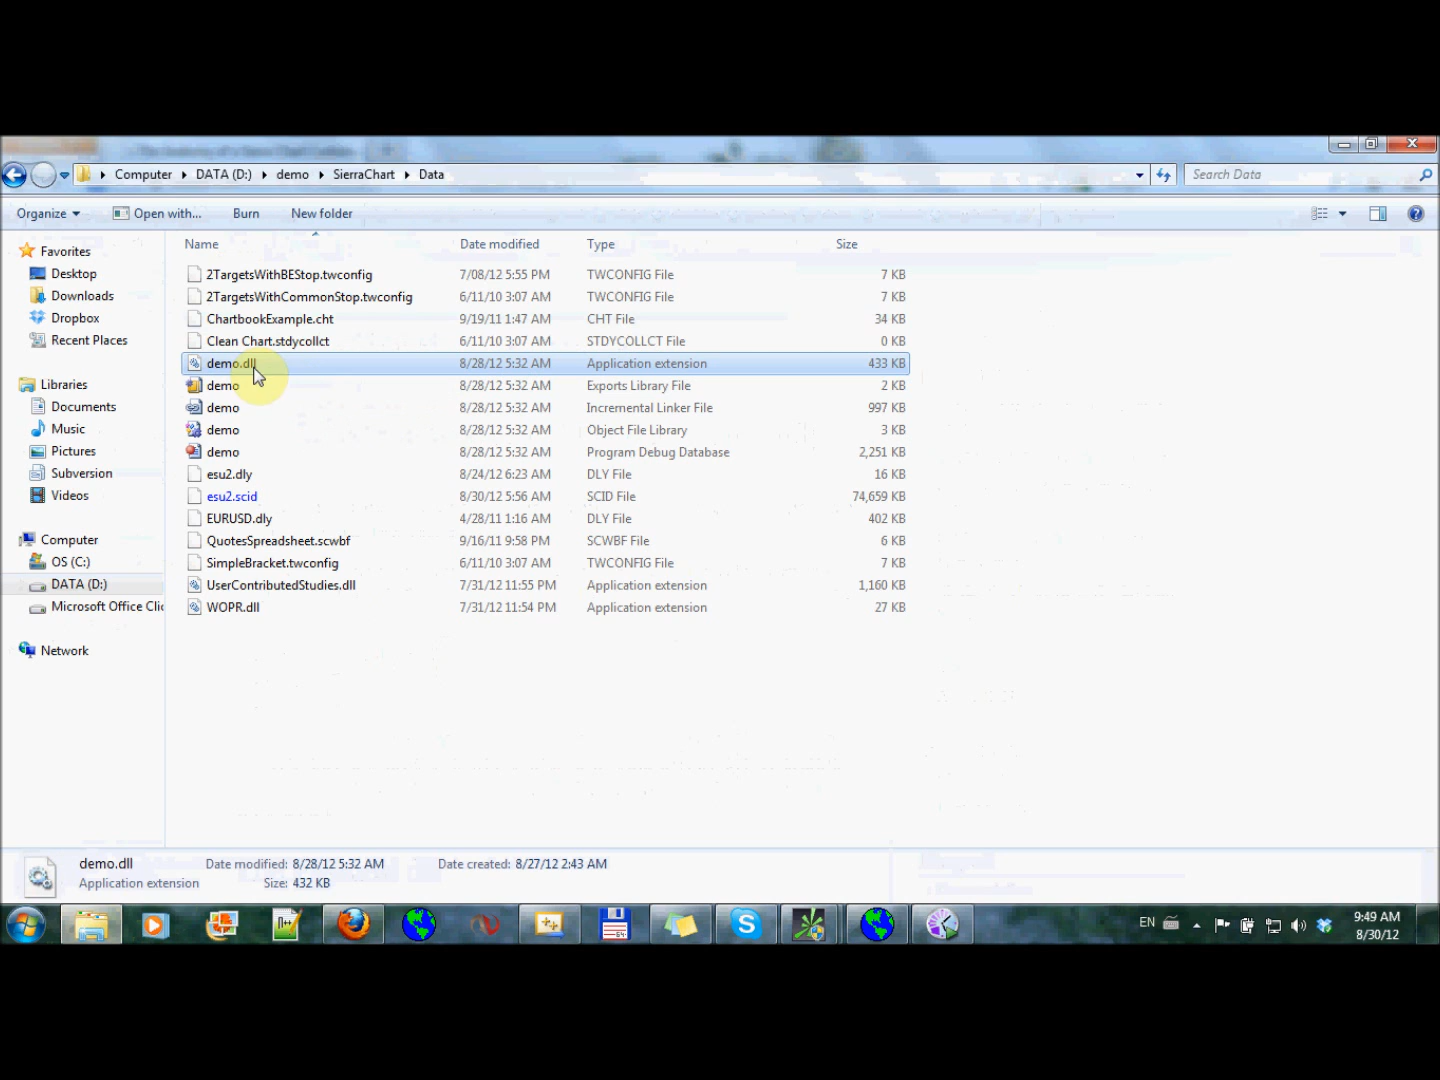 Computer DATA (D:) demo SierraChart Data
Search Data
Organize Open with... Burn New folder
Name Date modified Type Size
Favorites
Desktop
Downloads
Dropbox
Recent Places
Libraries
Documents
Music
Pictures
Subversion
Videos
Computer
OS (C:)
DATA (D:)
Microsoft Office Clic
Network
2TargetsWithBEStop.twconfig 7/08/12 5:55 PM TWCONFIG File 7 KB
2TargetsWithCommonStop.twconfig 6/11/10 3:07 AM TWCONFIG File 7 KB
ChartbookExample.cht 9/19/11 1:47 AM CHT File 34 KB
Clean Chart.stdycollct 6/11/10 3:07 AM STDYCOLLCT File 0 KB
demo.dll 8/28/12 5:32 AM Application extension 433 KB
demo 8/28/12 5:32 AM Exports Library File 2 KB
demo 8/28/12 5:32 AM Incremental Linker File 997 KB
demo 8/28/12 5:32 AM Object File Library 3 KB
demo 8/28/12 5:32 AM Program Debug Database 2,251 KB
esu2.dly 8/24/12 6:23 AM DLY File 16 KB
esu2.scid 8/30/12 5:56 AM SCID File 74,659 KB
EURUSD.dly 4/28/11 1:16 AM DLY File 402 KB
QuotesSpreadsheet.scwbf 9/16/11 9:58 PM SCWBF File 6 KB
SimpleBracket.twconfig 6/11/10 3:07 AM TWCONFIG File 7 KB
UserContributedStudies.dll 7/31/12 11:55 PM Application extension 1,160 KB
WOPR.dll 7/31/12 11:54 PM Application extension 27 KB
demo.dll Date modified: 8/28/12 5:32 AM Date created: 8/27/12 2:43 AM
Application extension Size: 432 KB
EN
9:49 AM
8/30/12